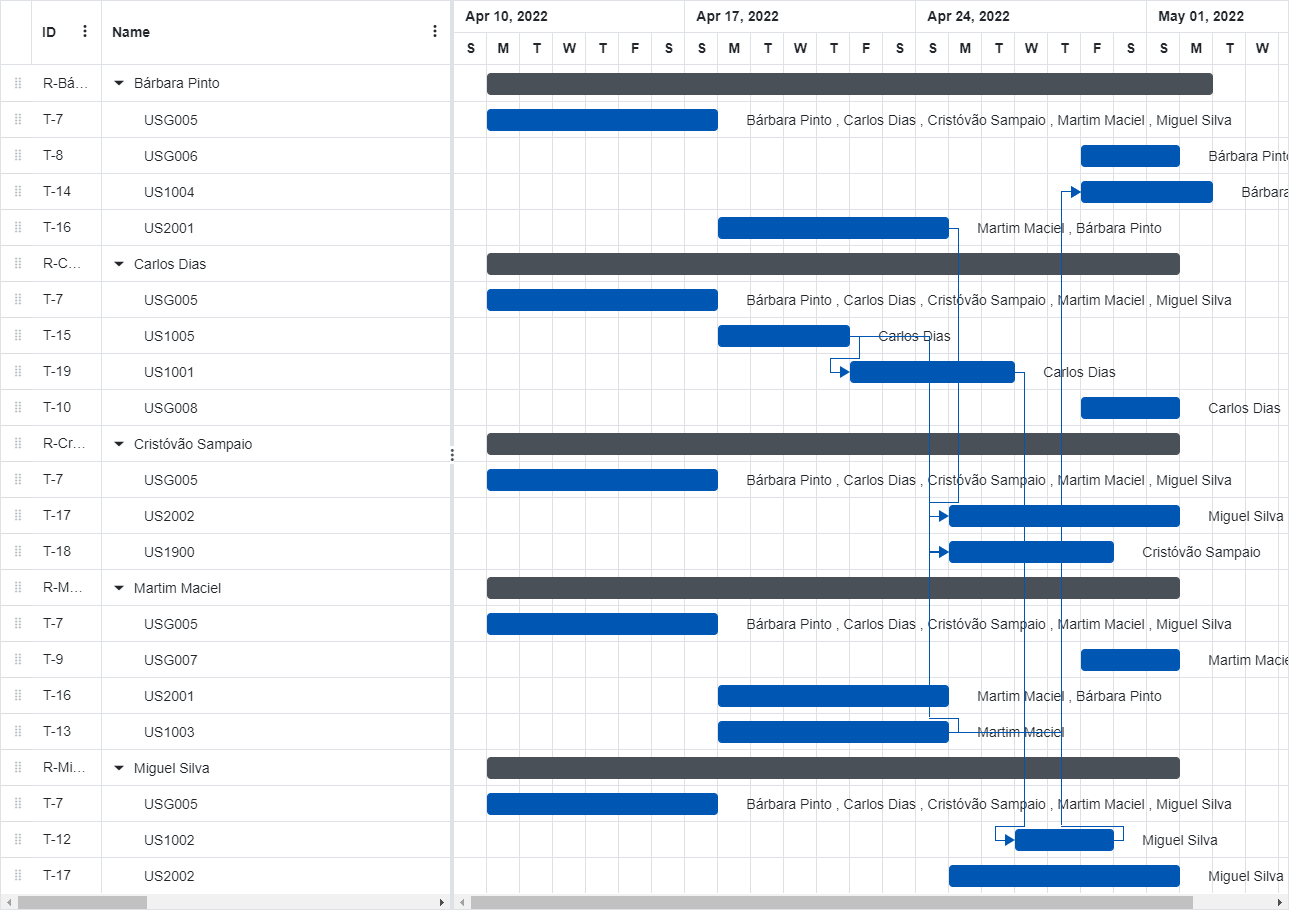 Apr 10, 2022 Apr 17, 2022 Apr 24, 2022 May 01, 2022
ID Name
S M T W T F S S M T W T F S S M T W T F S S M T W
R-Bá... Bárbara Pinto
T-7 USG005 Bárbara Pinto , Carlos Dias , Cristóvão Sampaio , Martim Maciel , Miguel Silva
T-8 USG006 Bárbara Pint
T-14 US1004 Bárbara
T-16 US2001 Martim Maciel , Bárbara Pinto
R-C... Carlos Dias
T-7 USG005 Bárbara Pinto , Carlos Dias , Cristóvão Sampaio , Martim Maciel , Miguel Silva
T-15 US1005 Carlos Dias
T-19 US1001 Carlos Dias
T-10 USG008 Carlos Dias
R-Cr... Cristóvão Sampaio
T-7 USG005 Bárbara Pinto , Carlos Dias , Cristóvão Sampaio , Martim Maciel , Miguel Silva
T-17 US2002 Miguel Silva
T-18 US1900 Cristóvão Sampaio
R-M... Martim Maciel
T-7 USG005 Bárbara Pinto , Carlos Dias , Cristóvão Sampaio , Martim Maciel , Miguel Silva
T-9 USG007 Martim Macie
T-16 US2001 Martim Maciel , Bárbara Pinto
T-13 US1003 Martim Maciel
R-Mi... Miguel Silva
T-7 USG005 Bárbara Pinto , Carlos Dias , Cristóvão Sampaio , Martim Maciel , Miguel Silva
T-12 US1002 Miguel Silva
T-17 US2002 Miguel Silva